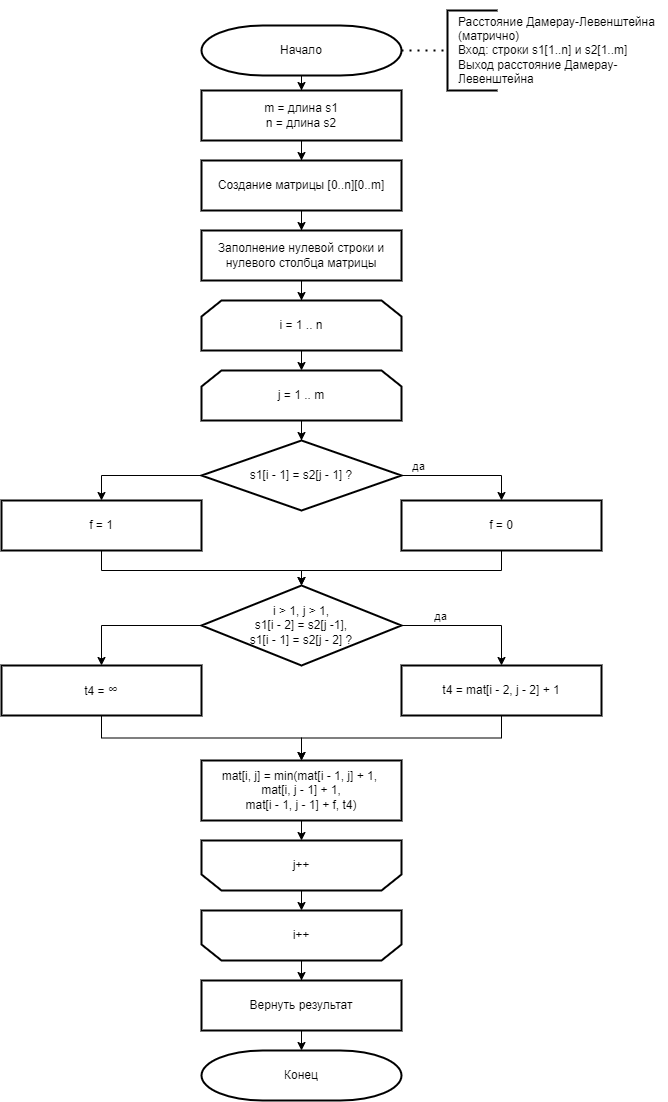 Расстояние Дамерау-Левенштейна
(матрично)
Вход: строки s1[1..n] и s2[1..m]
Выход расстояние Дамерау-
Левенштейна
Начало
m = длина s1
n = длина s2
Создание матрицы [0..n][0..m]
Заполнение нулевой строки и
нулевого столбца матрицы
i = 1 .. n
j = 1 .. m
s1[i - 1] = s2[j - 1] ?
да
f = 1
f = 0
i > 1, j > 1,
s1[i - 2] = s2[j -1],
s1[i - 1] = s2[j - 2] ?
да
t4 = ∞
t4 = mat[i - 2, j - 2] + 1
mat[i, j] = min(mat[i - 1, j] + 1,
mat[i, j - 1] + 1,
mat[i - 1, j - 1] + f, t4)
j++
i++
Вернуть результат
Конец